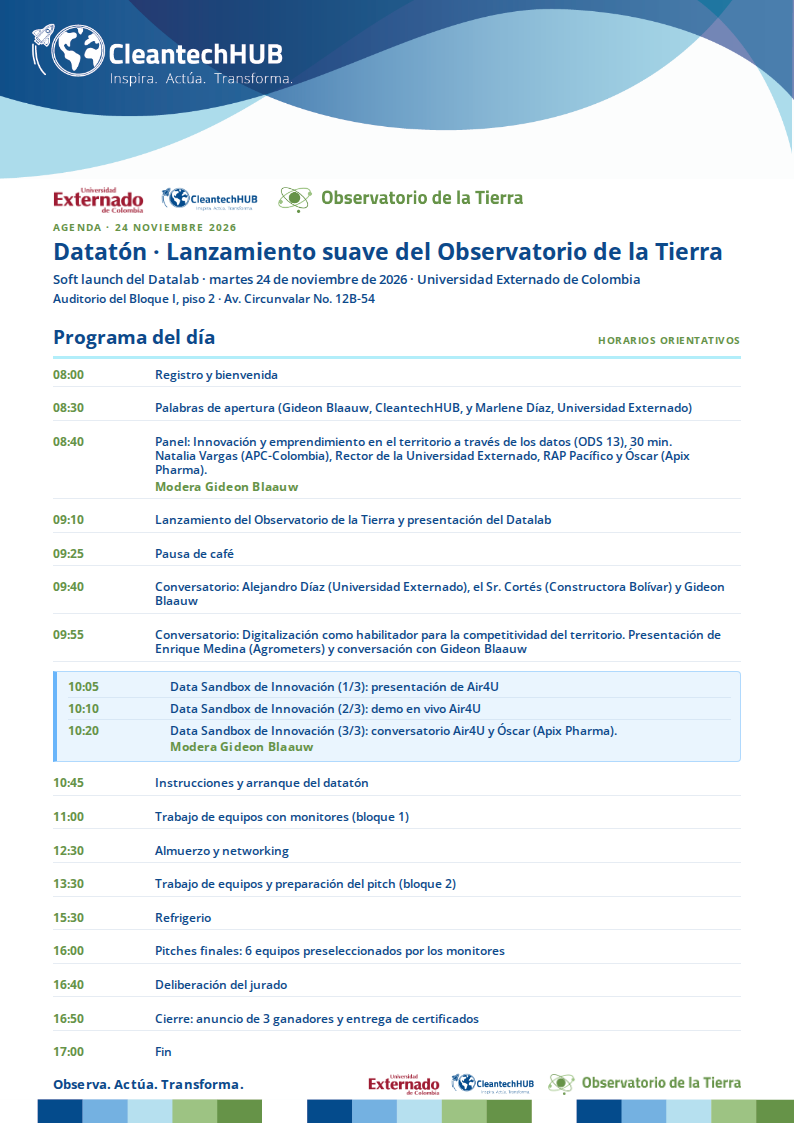 CleantechHUB
Inspira. Actúa. Transforma.
Universidad
Externado
de Colombia
CleantechHUB
Inspira. Actúa. Transforma.
Observatorio de la Tierra
AGENDA · 24 NOVIEMBRE 2026
Datatón · Lanzamiento suave del Observatorio de la Tierra
Soft launch del Datalab · martes 24 de noviembre de 2026 · Universidad Externado de Colombia
Auditorio del Bloque I, piso 2 · Av. Circunvalar No. 12B-54
Programa del día
HORARIOS ORIENTATIVOS
08:00 Registro y bienvenida
08:30 Palabras de apertura (Gideon Blaauw, CleantechHUB, y Marlene Díaz, Universidad Externado)
08:40 Panel: Innovación y emprendimiento en el territorio a través de los datos (ODS 13), 30 min.
Natalia Vargas (APC-Colombia), Rector de la Universidad Externado, RAP Pacífico y Óscar (Apix
Pharma).
Modera Gideon Blaauw
09:10 Lanzamiento del Observatorio de la Tierra y presentación del Datalab
09:25 Pausa de café
09:40 Conversatorio: Alejandro Díaz (Universidad Externado), el Sr. Cortés (Constructora Bolívar) y Gideon
Blaauw
09:55 Conversatorio: Digitalización como habilitador para la competitividad del territorio. Presentación de
Enrique Medina (Agrometers) y conversación con Gideon Blaauw
10:05 Data Sandbox de Innovación (1/3): presentación de Air4U
10:10 Data Sandbox de Innovación (2/3): demo en vivo Air4U
10:20 Data Sandbox de Innovación (3/3): conversatorio Air4U y Óscar (Apix Pharma).
Modera Gideon Blaauw
10:45 Instrucciones y arranque del datatón
11:00 Trabajo de equipos con monitores (bloque 1)
12:30 Almuerzo y networking
13:30 Trabajo de equipos y preparación del pitch (bloque 2)
15:30 Refrigerio
16:00 Pitches finales: 6 equipos preseleccionados por los monitores
16:40 Deliberación del jurado
16:50 Cierre: anuncio de 3 ganadores y entrega de certificados
17:00 Fin
Observa. Actúa. Transforma.
Universidad
Externado
de Colombia
CleantechHUB
Inspira. Actúa. Transforma.
Observatorio de la Tierra